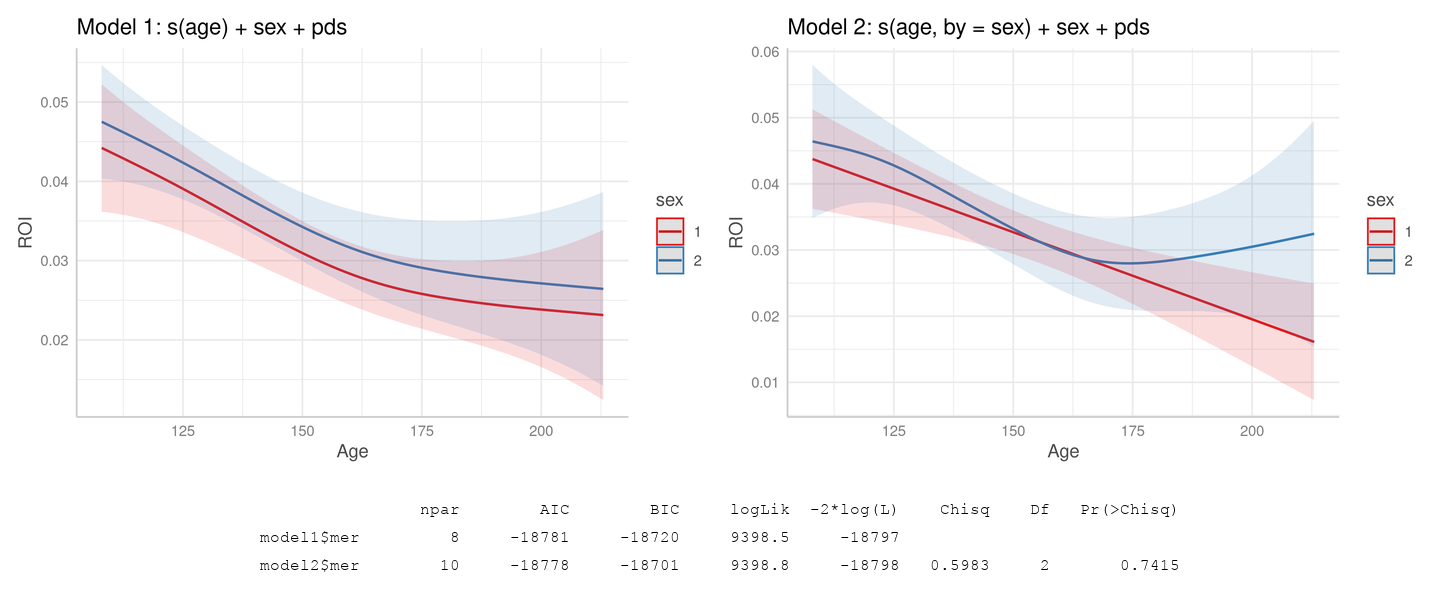 Model 1: s(age) + sex + pds
0.05
0.04
0.03
0.02
ROI
125 150 175 200
Age
sex
1
2
Model 2: s(age, by = sex) + sex + pds
0.06
0.05
0.04
0.03
0.02
0.01
ROI
125 150 175 200
Age
sex
1
2
npar AIC BIC logLik -2*log(L) Chisq Df Pr(>Chisq)
model1$mer 8 -18781 -18720 9398.5 -18797
model2$mer 10 -18778 -18701 9398.8 -18798 0.5983 2 0.7415